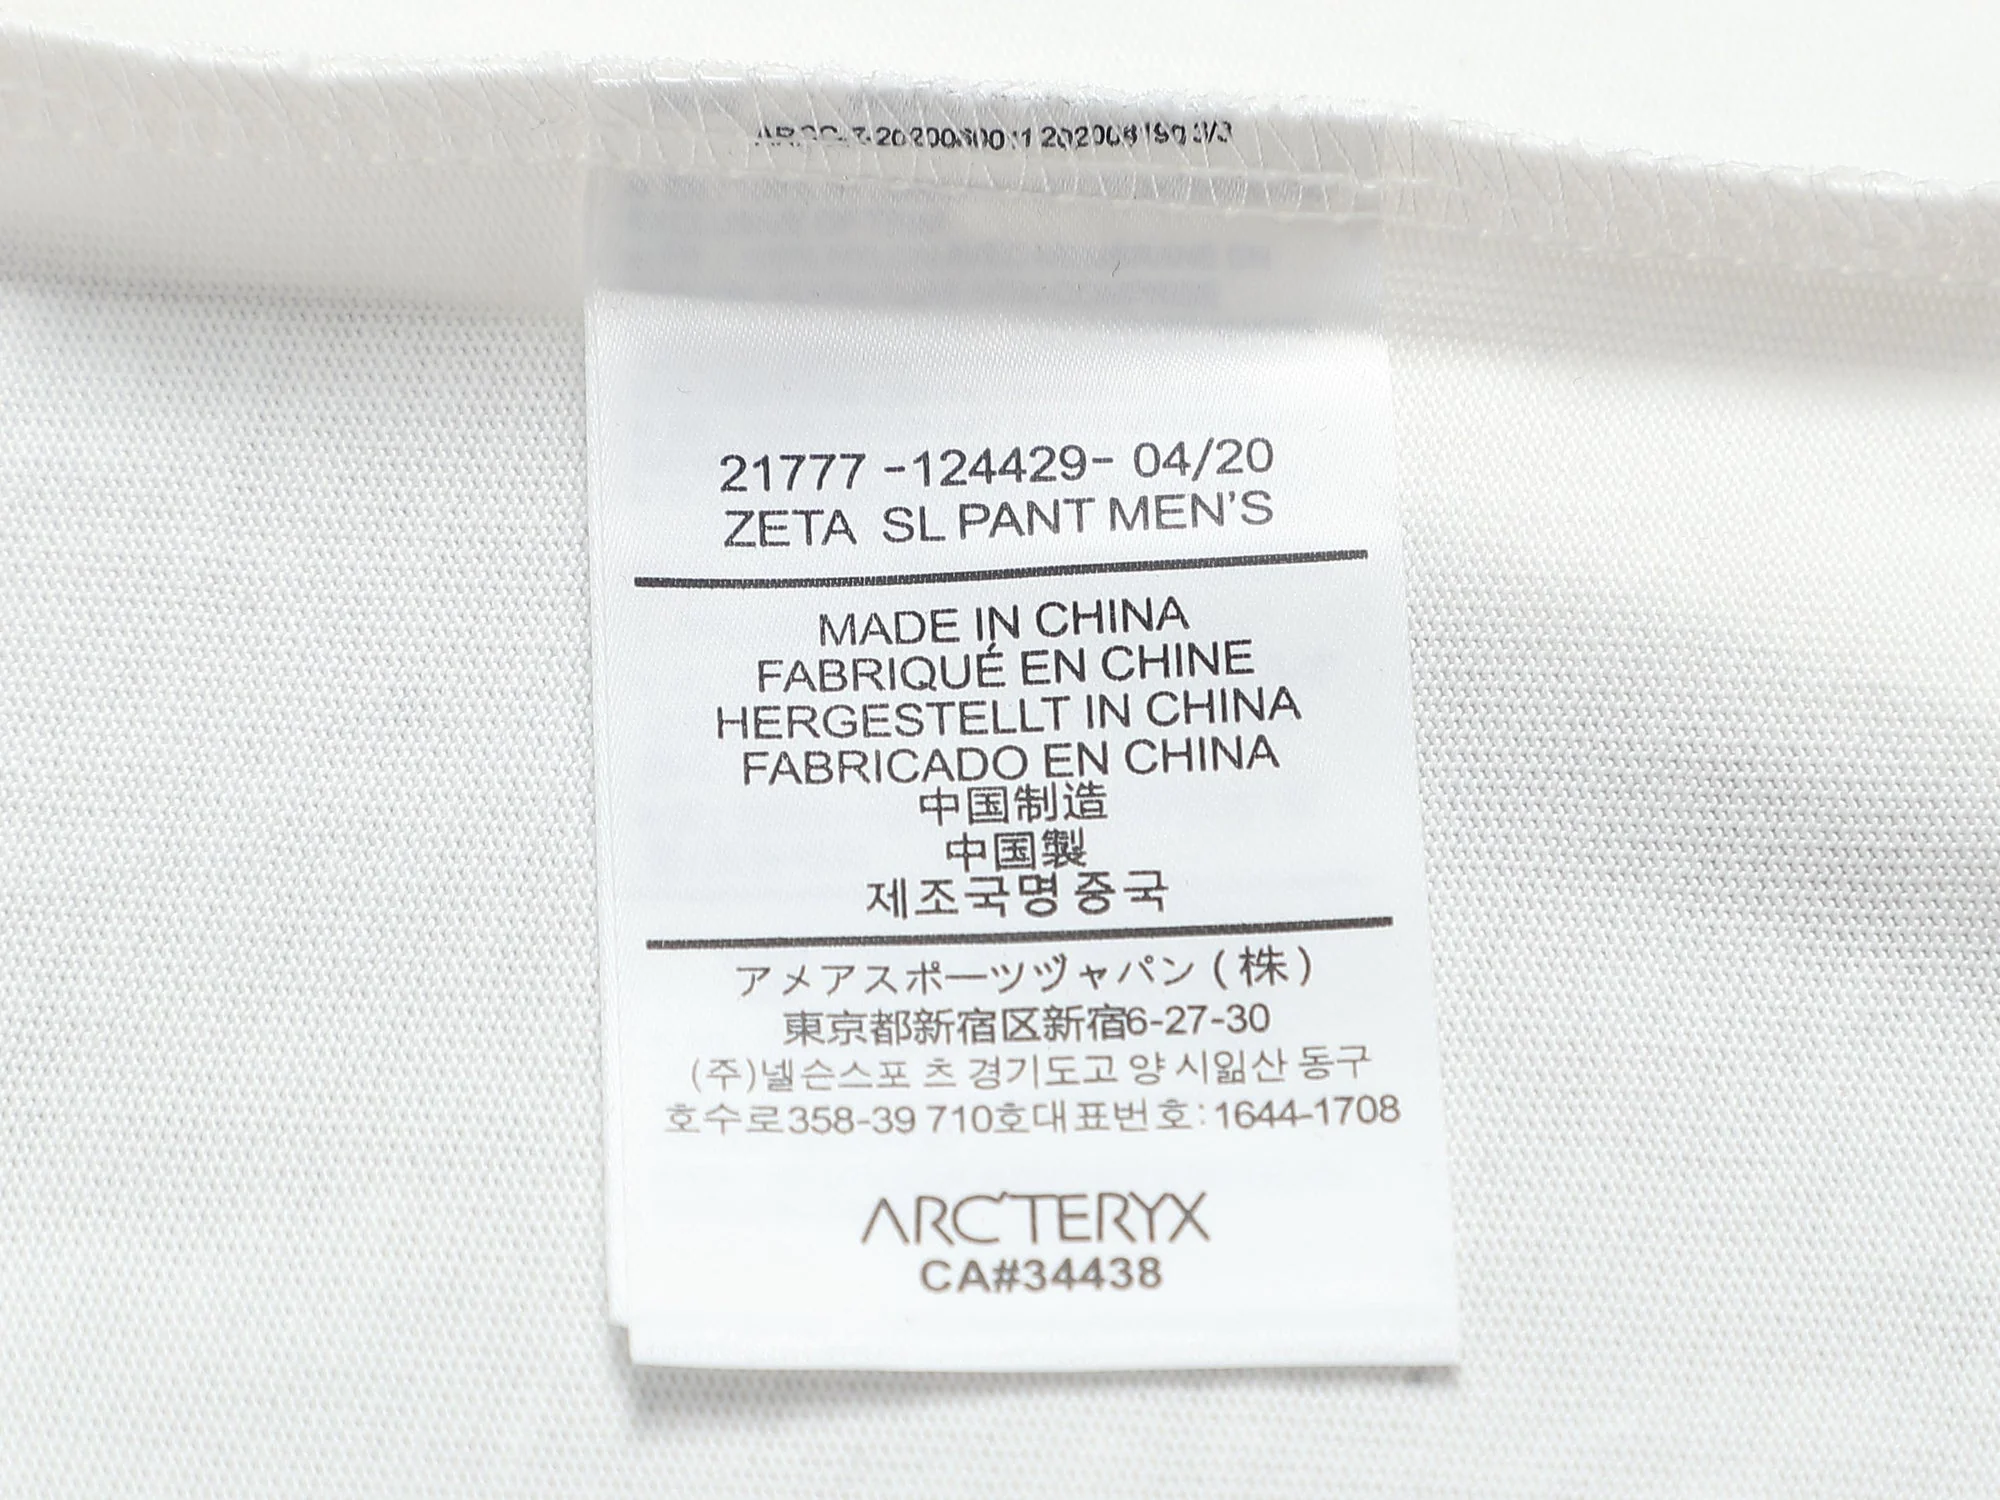 21777 -124429- 04/20
ZETA SL PANT MEN'S
MADE IN CHINA
FABRIQUÉ EN CHINE
HERGESTELLT IN CHINA
FABRICADO EN CHINA
中国制造
中国製
제조국명 중국
アメアスポーツヅャパン(株)
東京都新宿区新宿6-27-30
(주)넬슨스포 츠 경기도고 양 시잂산 동구
호수로358-39 710호대표번호:1644-1708
ARC'TERYX
CA#34438